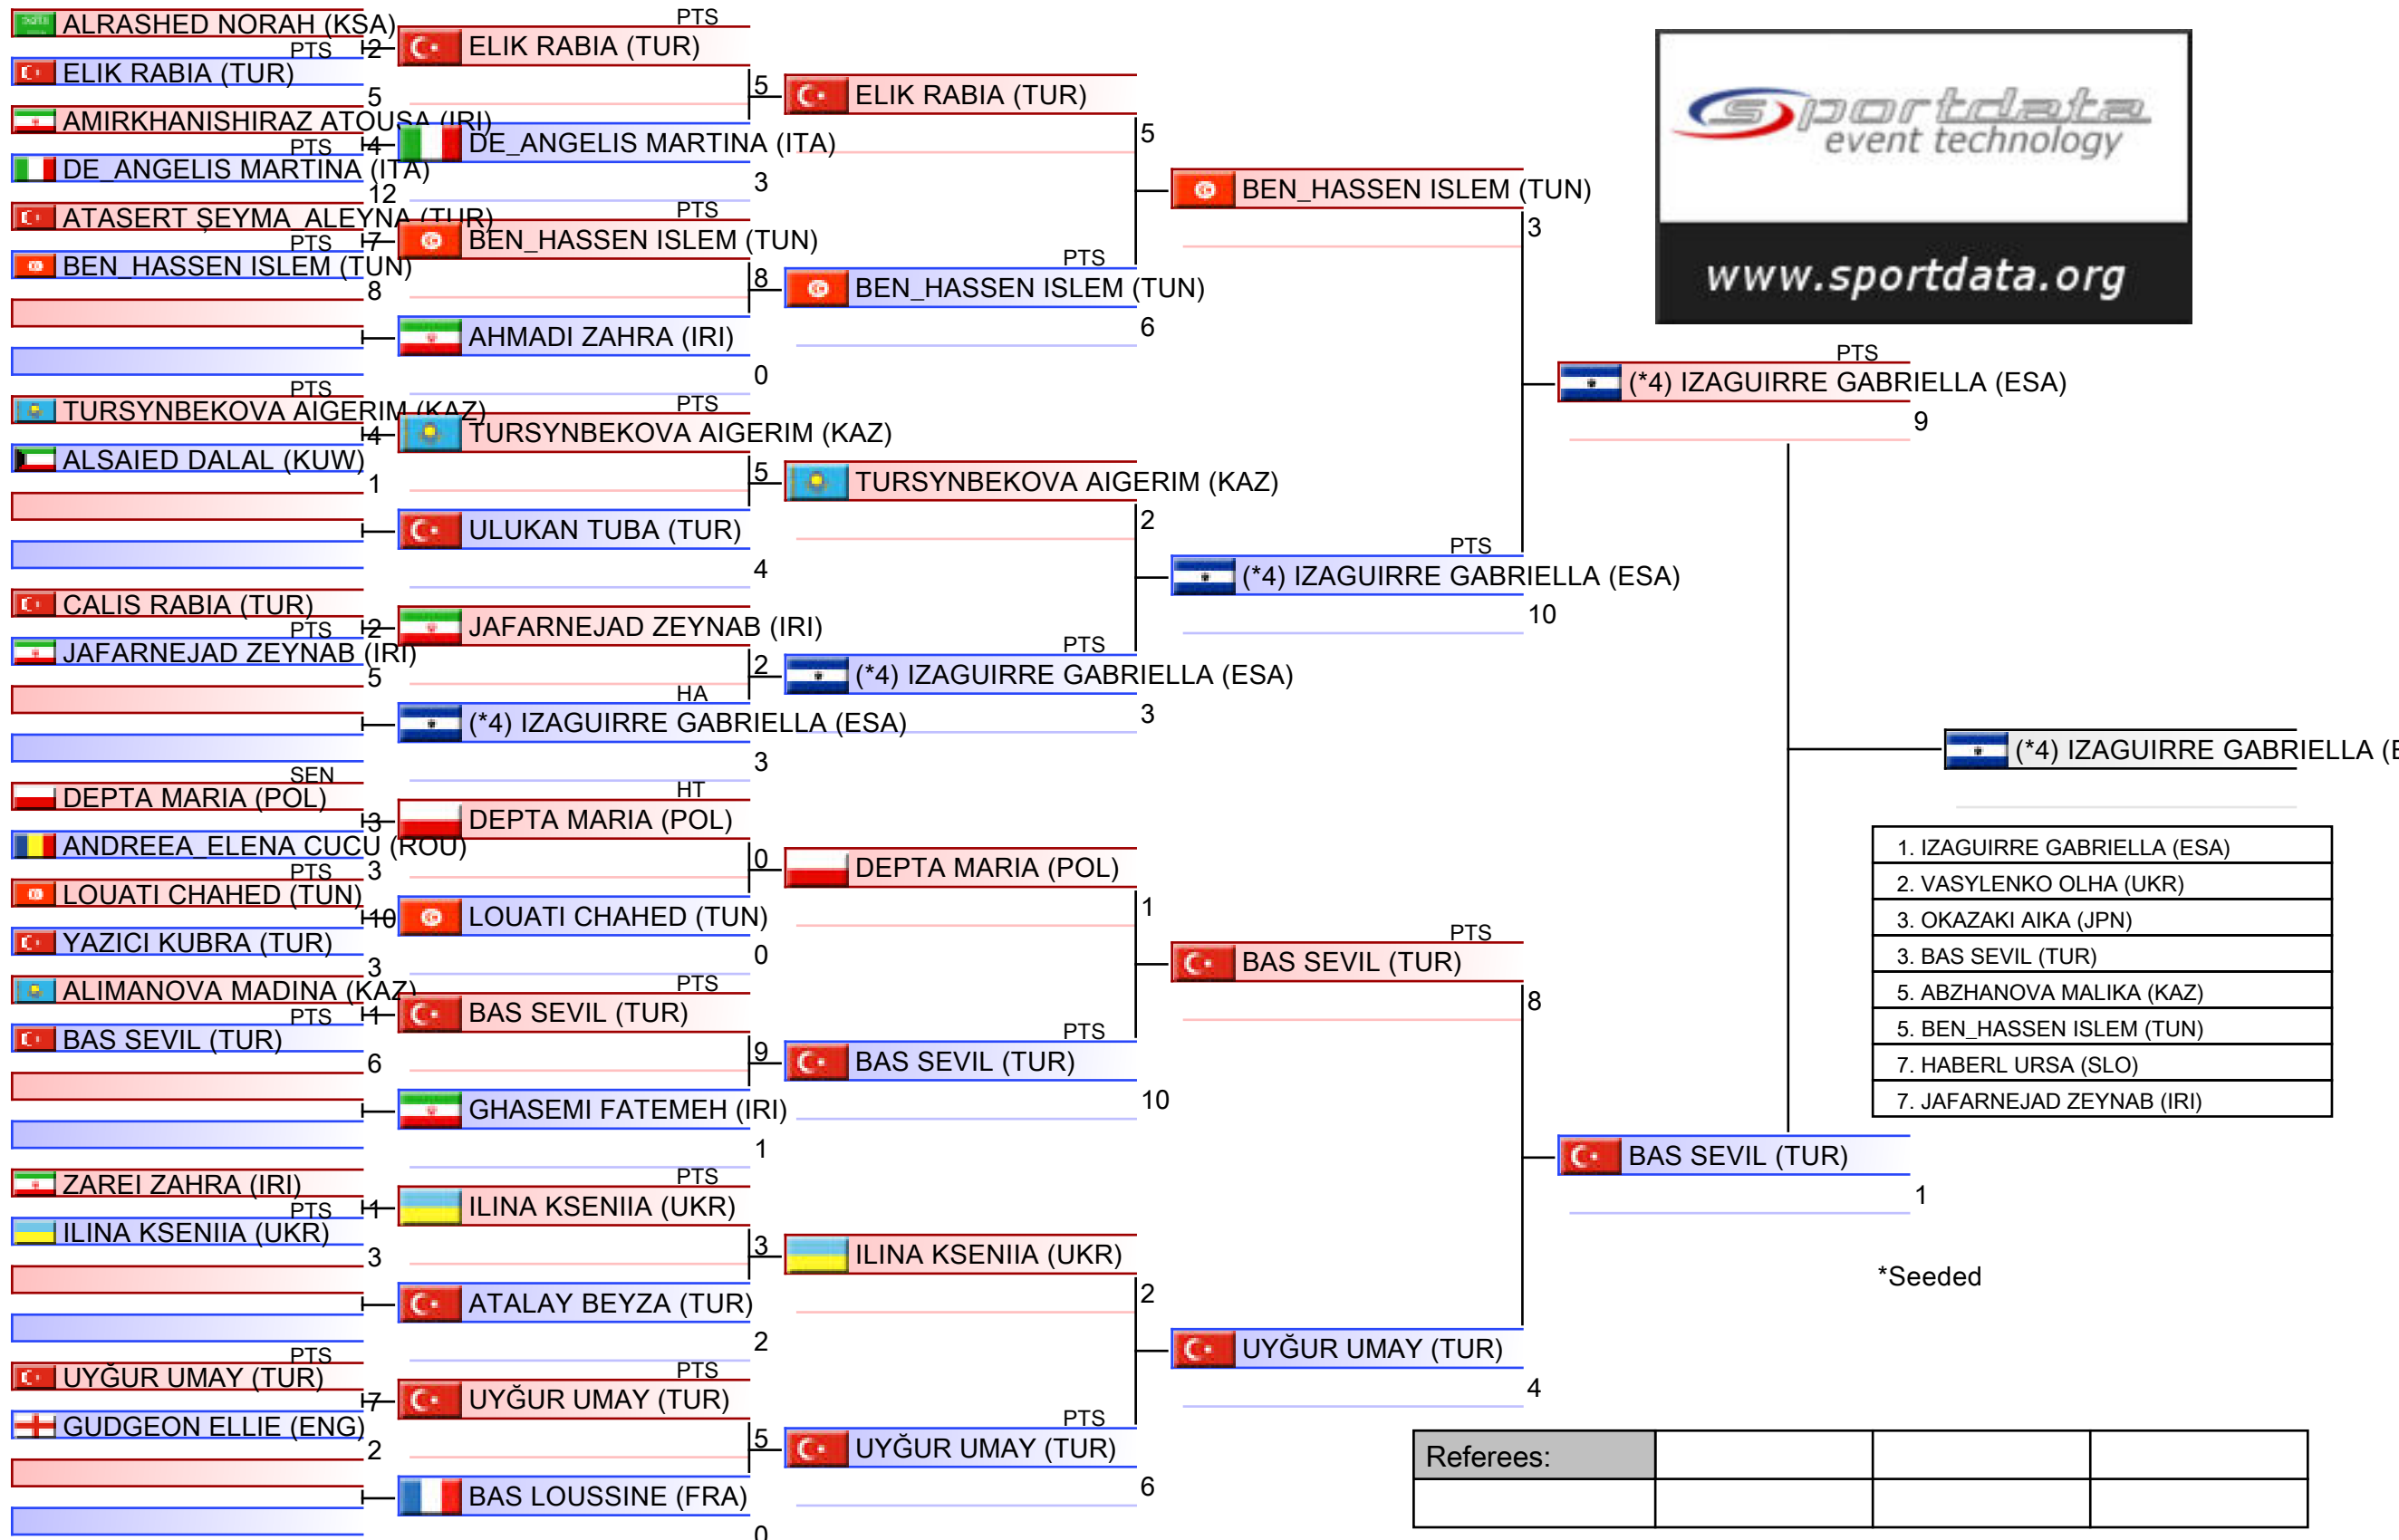 ALRASHED NORAH (KSA)
PTS 2
ELIK RABIA (TUR)
5
AMIRKHANISHIRAZ ATOUSA (IRI)
PTS 4
DE_ANGELIS MARTINA (ITA)
12
ATASERT ŞEYMA_ALEYNA (TUR)
PTS 7
BEN_HASSEN ISLEM (TUN)
8
PTS
TURSYNBEKOVA AIGERIM (KAZ)
4
ALSAIED DALAL (KUW)
1
CALIS RABIA (TUR)
PTS 2
JAFARNEJAD ZEYNAB (IRI)
5
SEN
DEPTA MARIA (POL)
3
ANDREEA_ELENA CUCU (ROU)
PTS 3
LOUATI CHAHED (TUN)
10
YAZICI KUBRA (TUR)
3
ALIMANOVA MADINA (KAZ)
PTS 1
BAS SEVIL (TUR)
6
ZAREI ZAHRA (IRI)
PTS 1
ILINA KSENIIA (UKR)
3
PTS
UYĞUR UMAY (TUR)
7
GUDGEON ELLIE (ENG)
2
PTS
ELIK RABIA (TUR)
5
DE_ANGELIS MARTINA (ITA)
3
PTS
BEN_HASSEN ISLEM (TUN)
8
AHMADI ZAHRA (IRI)
0
PTS
TURSYNBEKOVA AIGERIM (KAZ)
5
ULUKAN TUBA (TUR)
4
JAFARNEJAD ZEYNAB (IRI)
2
HA
(*4) IZAGUIRRE GABRIELLA (ESA)
3
HT
DEPTA MARIA (POL)
0
LOUATI CHAHED (TUN)
0
PTS
BAS SEVIL (TUR)
9
GHASEMI FATEMEH (IRI)
1
PTS
ILINA KSENIIA (UKR)
3
ATALAY BEYZA (TUR)
2
PTS
UYĞUR UMAY (TUR)
5
BAS LOUSSINE (FRA)
0
ELIK RABIA (TUR)
5
PTS
BEN_HASSEN ISLEM (TUN)
6
TURSYNBEKOVA AIGERIM (KAZ)
2
PTS
(*4) IZAGUIRRE GABRIELLA (ESA)
3
DEPTA MARIA (POL)
1
PTS
BAS SEVIL (TUR)
10
ILINA KSENIIA (UKR)
2
PTS
UYĞUR UMAY (TUR)
6
BEN_HASSEN ISLEM (TUN)
3
PTS
(*4) IZAGUIRRE GABRIELLA (ESA)
10
PTS
BAS SEVIL (TUR)
8
UYĞUR UMAY (TUR)
4
sportdata
event technology
www.sportdata.org
PTS
(*4) IZAGUIRRE GABRIELLA (ESA)
9
BAS SEVIL (TUR)
1
(*4) IZAGUIRRE GABRIELLA (E
1. IZAGUIRRE GABRIELLA (ESA)
2. VASYLENKO OLHA (UKR)
3. OKAZAKI AIKA (JPN)
3. BAS SEVIL (TUR)
5. ABZHANOVA MALIKA (KAZ)
5. BEN_HASSEN ISLEM (TUN)
7. HABERL URSA (SLO)
7. JAFARNEJAD ZEYNAB (IRI)
*Seeded
Referees: